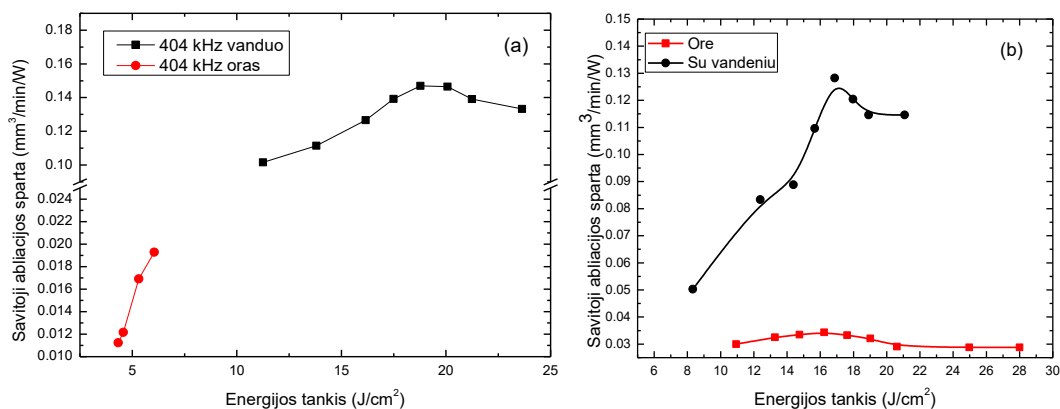 (a)
404 kHz vanduo
404 kHz oras
Savitoji abliacijos sparta (mm³/min/W)
0.18
0.16
0.14
0.12
0.10
0.024
0.022
0.020
0.018
0.016
0.014
0.012
0.010
5 10 15 20 25
Energijos tankis (J/cm²)
(b)
Ore
Su vandeniu
Savitoji abliacijos sparta (mm³/min/W)
0.15
0.14
0.13
0.12
0.11
0.10
0.09
0.08
0.07
0.06
0.05
0.04
0.03
6 8 10 12 14 16 18 20 22 24 26 28 30
Energijos tankis (J/cm²)